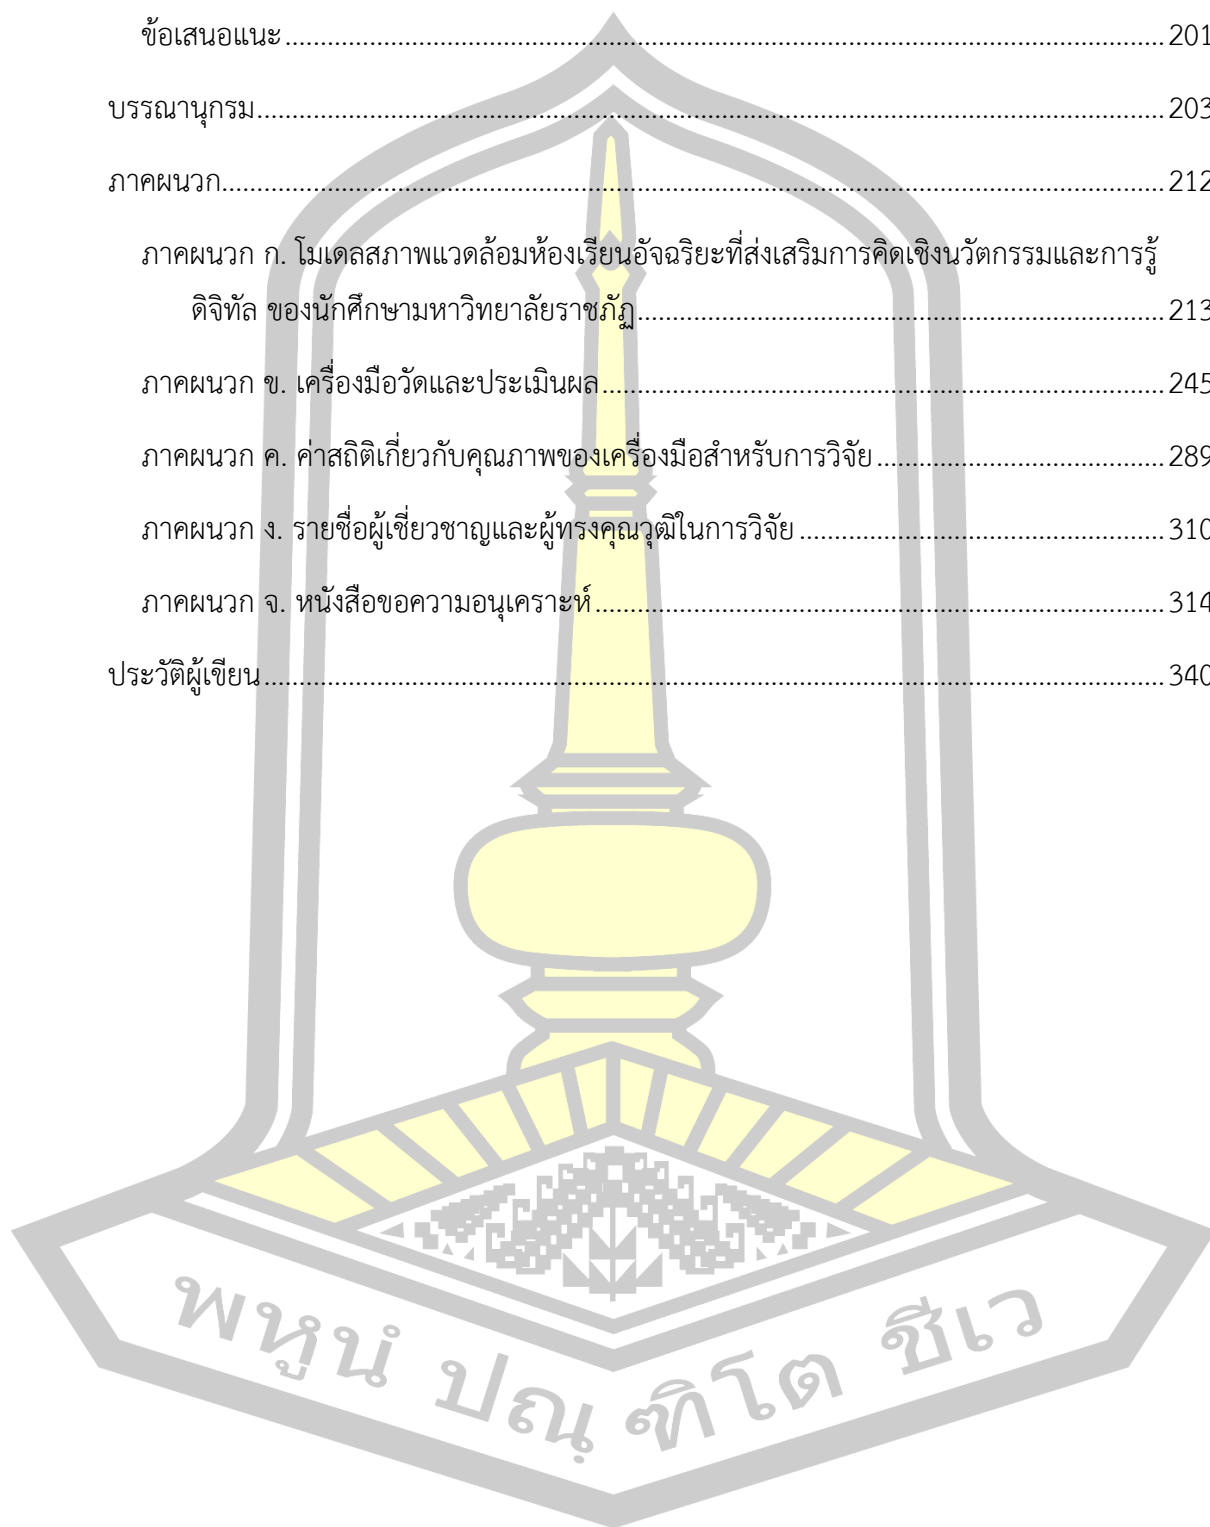 ข้อเสนอแนะ........................................................................................................................ 201
บรรณานุกรม........................................................................................................................ 203
ภาคผนวก........................................................................................................................ 212
ภาคผนวก ก. โมเดลสภาพแวดล้อมห้องเรียนอัจฉริยะที่ส่งเสริมการคิดเชิงนวัตกรรมและการรู้
ดิจิทัล ของนักศึกษามหาวิทยาลัยราชภัฏ........................................................................ 213
ภาคผนวก ข. เครื่องมือวัดและประเมินผล............................................................................. 245
ภาคผนวก ค. ค่าสถิติเกี่ยวกับคุณภาพของเครื่องมือสำหรับการวิจัย....................................... 289
ภาคผนวก ง. รายชื่อผู้เชี่ยวชาญและผู้ทรงคุณวุฒิในการวิจัย ................................................. 310
ภาคผนวก จ. หนังสือขอความอนุเคราะห์.............................................................................. 314
ประวัติผู้เขียน........................................................................................................................ 340
พหูนํ ปณฺฑิโต ชีเว